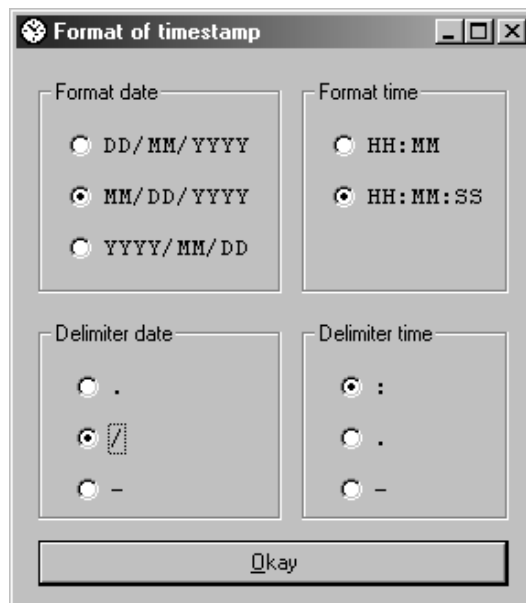 Format of timestamp
Format date
DD/MM/YYYY
MM/DD/YYYY
YYYY/MM/DD
Format time
HH:MM
HH:MM:SS
Delimiter date
.
/
-
Delimiter time
:
.
-
Okay